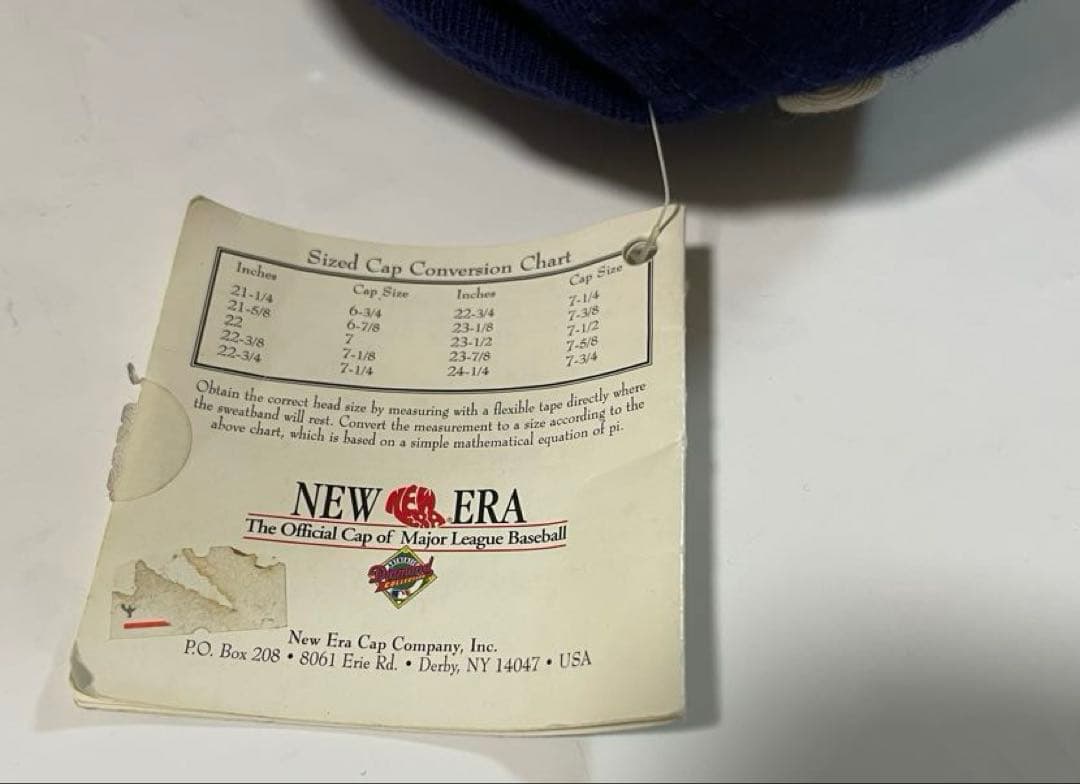 Sized Cap Conversion Chart
Inches Cap Size Inches Cap Size
21-1/4 6-3/4 22-3/4 7-1/4
21-5/8 6-7/8 23-1/8 7-3/8
22 7 23-1/2 7-1/2
22-3/8 7-1/8 23-7/8 7-5/8
22-3/4 7-1/4 24-1/4 7-3/4
Obtain the correct head size by measuring with a flexible tape directly where
the sweatband will rest. Convert the measurement to a size according to the
above chart, which is based on a simple mathematical equation of pi.
NEW NEW ERA ERA
The Official Cap of Major League Baseball
Diamond
COLLECTION
New Era Cap Company, Inc.
P.O. Box 208 • 8061 Erie Rd. • Derby, NY 14047 • USA